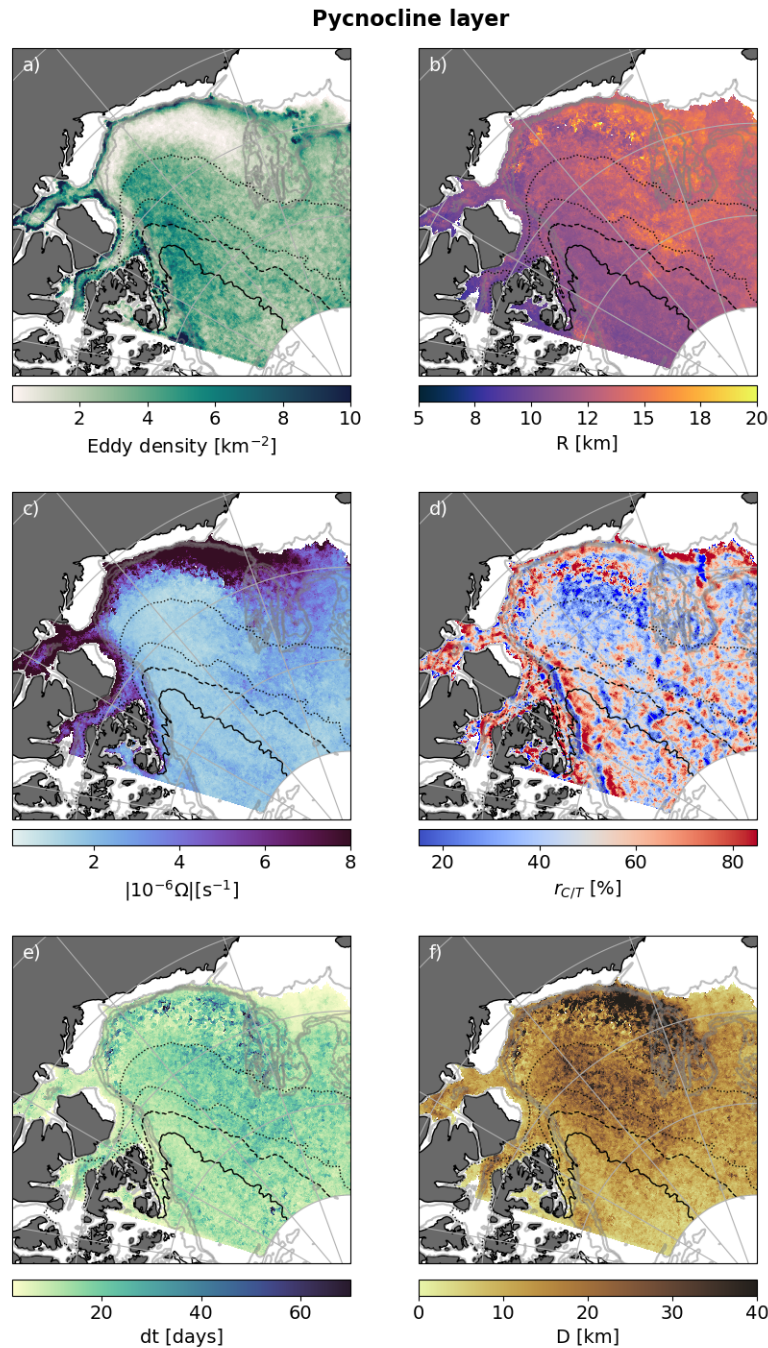 Pycnocline layer
a)
b)
2 4 6 8 10
Eddy density [km⁻²]
5 8 10 12 15 18 20
R [km]
c)
d)
2 4 6 8
|10⁻⁶Ω|[s⁻¹]
20 40 60 80
r_{C/T} [%]
e)
f)
20 40 60
dt [days]
0 10 20 30 40
D [km]